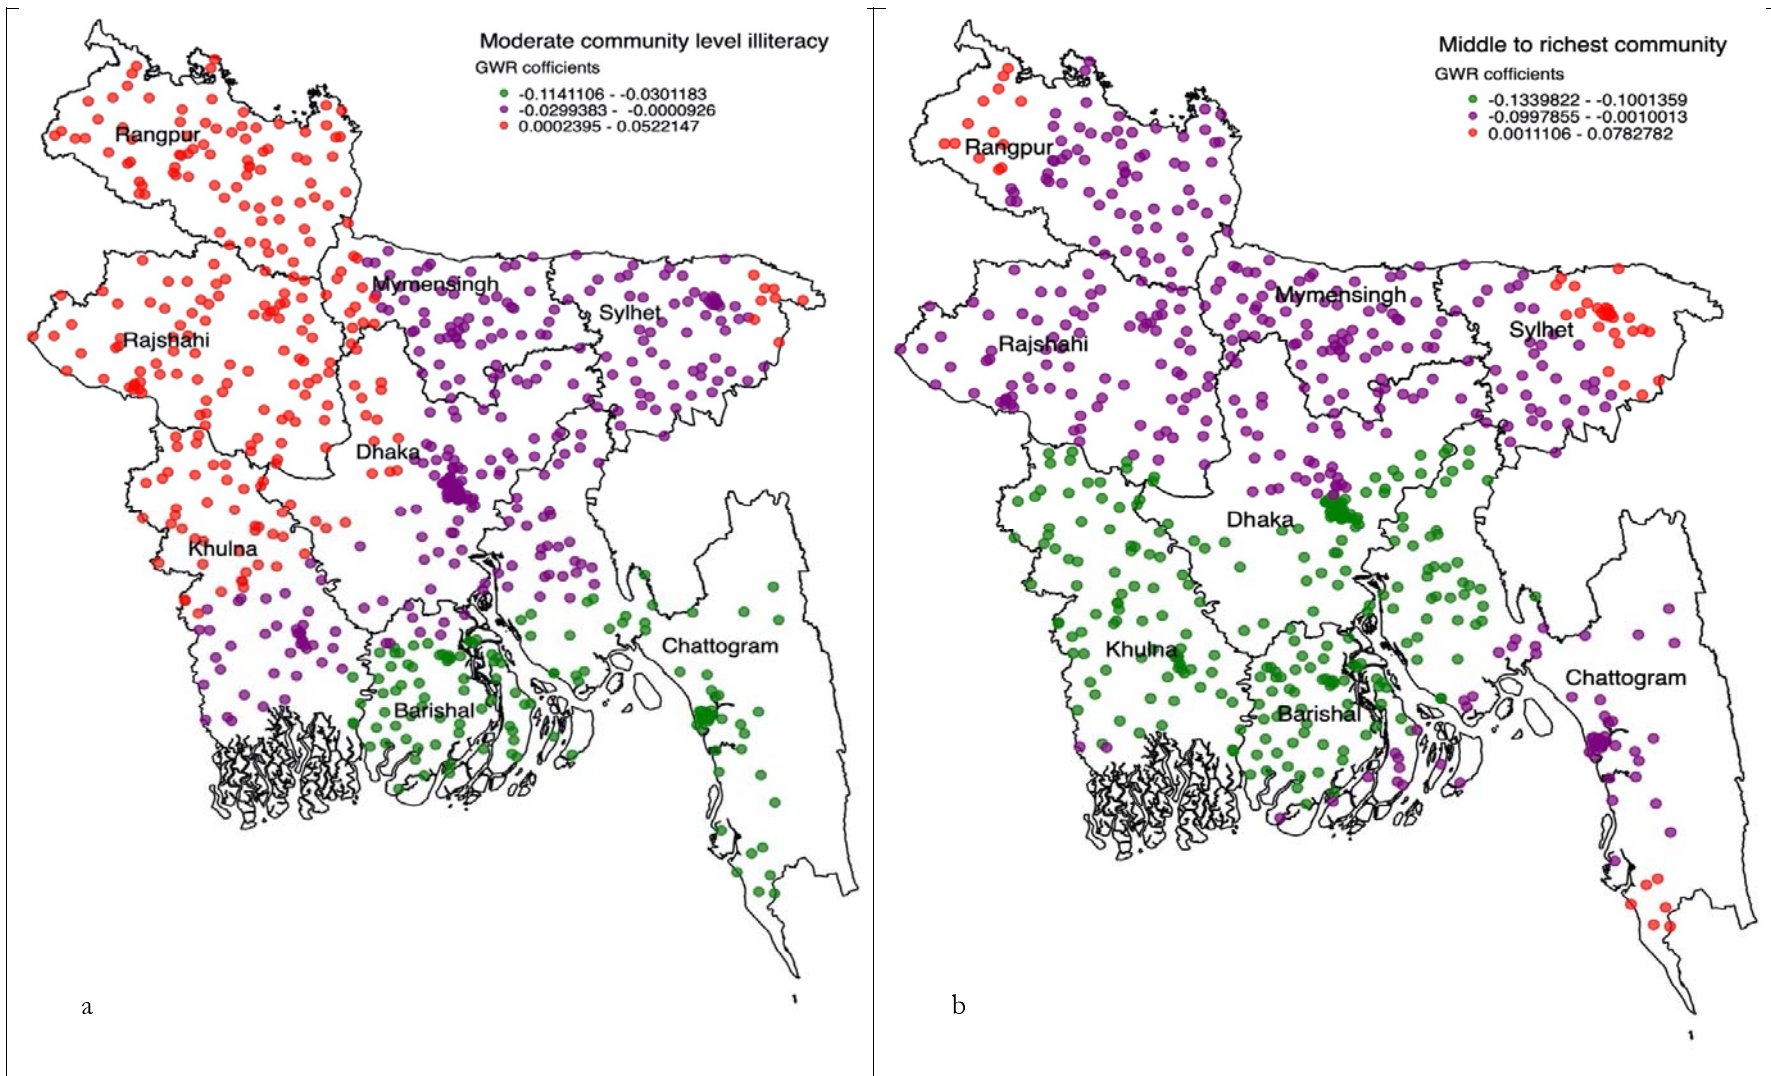 Moderate community level illiteracy
GWR cofficients
-0.1141106 - -0.0301183
-0.0299383 - -0.0000926
0.0002395 - 0.0522147
Rangpur
Mymensingh
Sylhet
Rajshahi
Dhaka
Khulna
Chattogram
Barishal
a
Middle to richest community
GWR cofficients
-0.1339822 - -0.1001359
-0.0997855 - -0.0010013
0.0011106 - 0.0782782
Rangpur
Mymensingh
Sylhet
Rajshahi
Dhaka
Khulna
Chattogram
Barishal
b